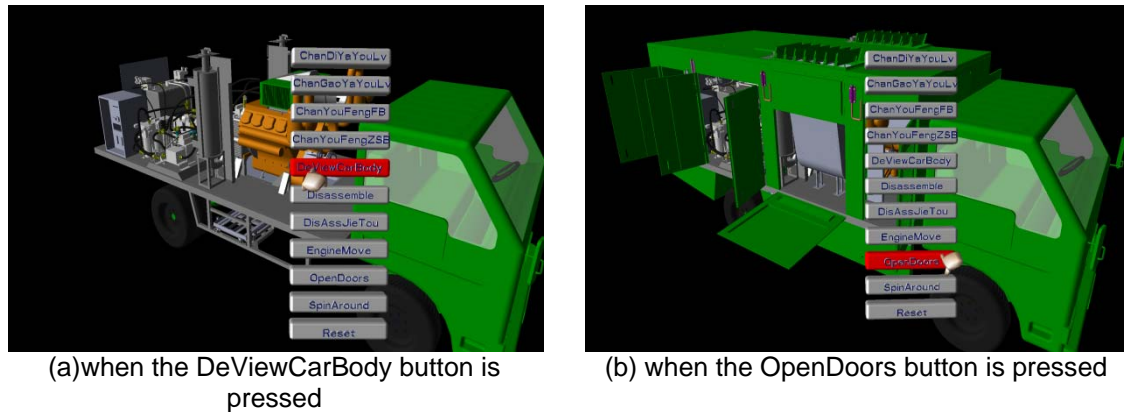 ChanDiYaYouLv
ChanGaoYaYouLv
ChanYouFengFB
ChanYouFengZSB
DeViewCarBody
Disassemble
DisAssJieTou
EngineMove
OpenDoors
SpinAround
Reset
(a)when the DeViewCarBody button is
pressed
ChanDiYaYouLv
ChanGaoYaYouLv
ChanYouFengFB
ChanYouFengZSB
DeViewCarBody
Disassemble
DisAssJieTou
EngineMove
OpenDoors
SpinAround
Reset
(b) when the OpenDoors button is pressed